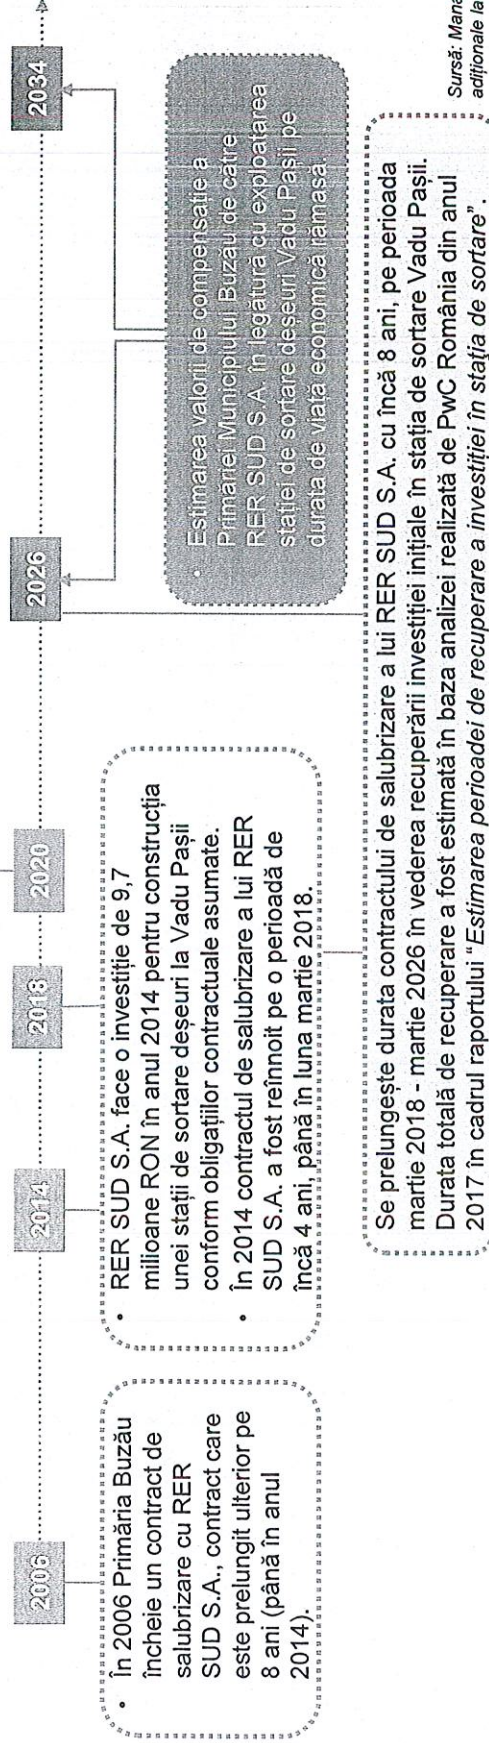 2006
2014
2018
2020
2026
2034
• În 2006 Primăria Buzău
încheie un contract de
salubrizare cu RER
SUD S.A., contract care
este prelungit ulterior pe
8 ani (până în anul
2014).
• RER SUD S.A. face o investiție de 9,7
milioane RON în anul 2014 pentru construcția
unei stații de sortare deșeuri la Vadu Pașii
conform obligațiilor contractuale asumate.
• În 2014 contractul de salubrizare a lui RER
SUD S.A. a fost reînnoit pe o perioadă de
încă 4 ani, până în luna martie 2018.
• Estimarea valorii de compensație a
Primăriei Municipiului Buzău de către
RER SUD S.A. în legătură cu exploatarea
stației de sortare deșeuri Vadu Pașii pe
durata de viață economică rămasă.
Se prelungește durata contractului de salubrizare a lui RER SUD S.A. cu încă 8 ani, pe perioada
martie 2018 - martie 2026 în vederea recuperării investiției inițiale în stația de sortare Vadu Pașii.
Durata totală de recuperare a fost estimată în baza analizei realizată de PwC România din anul
2017 în cadrul raportului “Estimarea perioadei de recuperare a investiției în stația de sortare”.
Sursă:
adiționale la